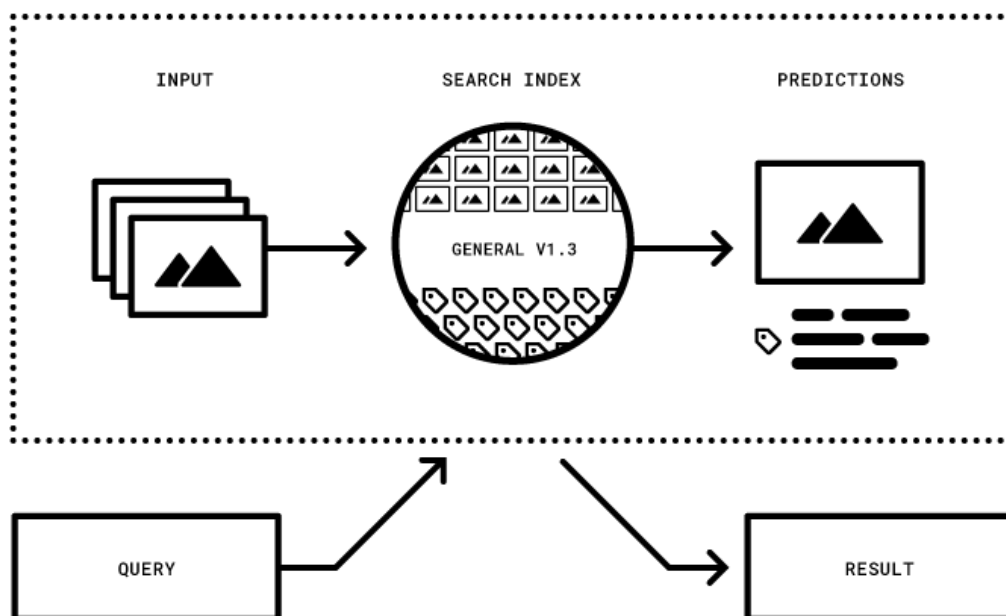 INPUT
SEARCH INDEX
PREDICTIONS
GENERAL V1.3
QUERY
RESULT